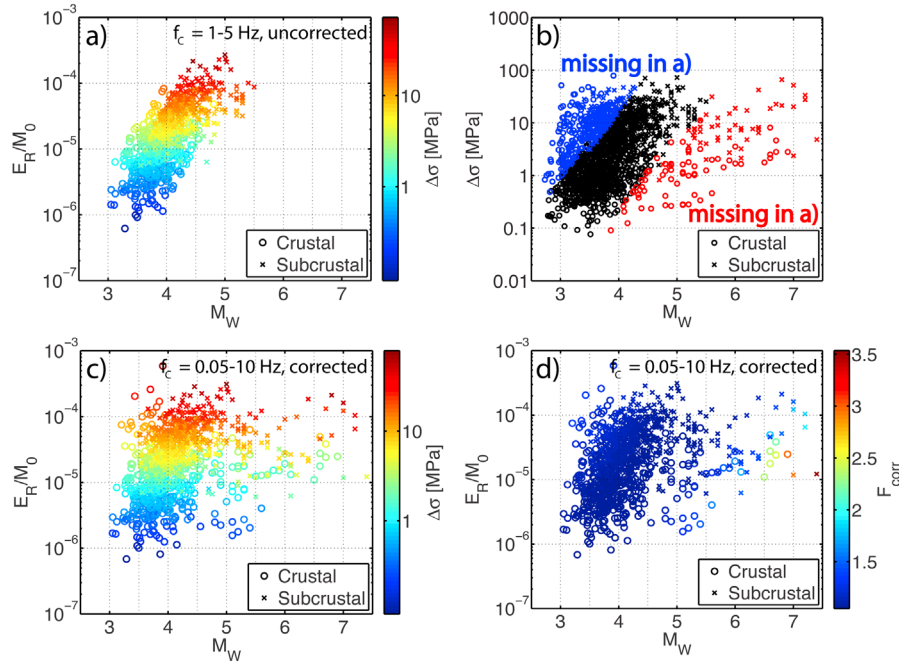 a)
f_C = 1-5 Hz, uncorrected
10^-3
10^-4
10^-5
10^-6
10^-7
E_R/M_0
3 4 5 6 7
M_W
Crustal
Subcrustal
10
1
Δσ [MPa]
b)
missing in a)
missing in a)
1000
100
10
1
0.1
0.01
Δσ [MPa]
3 4 5 6 7
M_W
Crustal
Subcrustal
c)
f_C = 0.05-10 Hz, corrected
10^-3
10^-4
10^-5
10^-6
10^-7
E_R/M_0
3 4 5 6 7
M_W
Crustal
Subcrustal
10
1
Δσ [MPa]
d)
f_C = 0.05-10 Hz, corrected
10^-3
10^-4
10^-5
10^-6
10^-7
E_R/M_0
3 4 5 6 7
M_W
Crustal
Subcrustal
3.5
3
2.5
2
1.5
F_corr